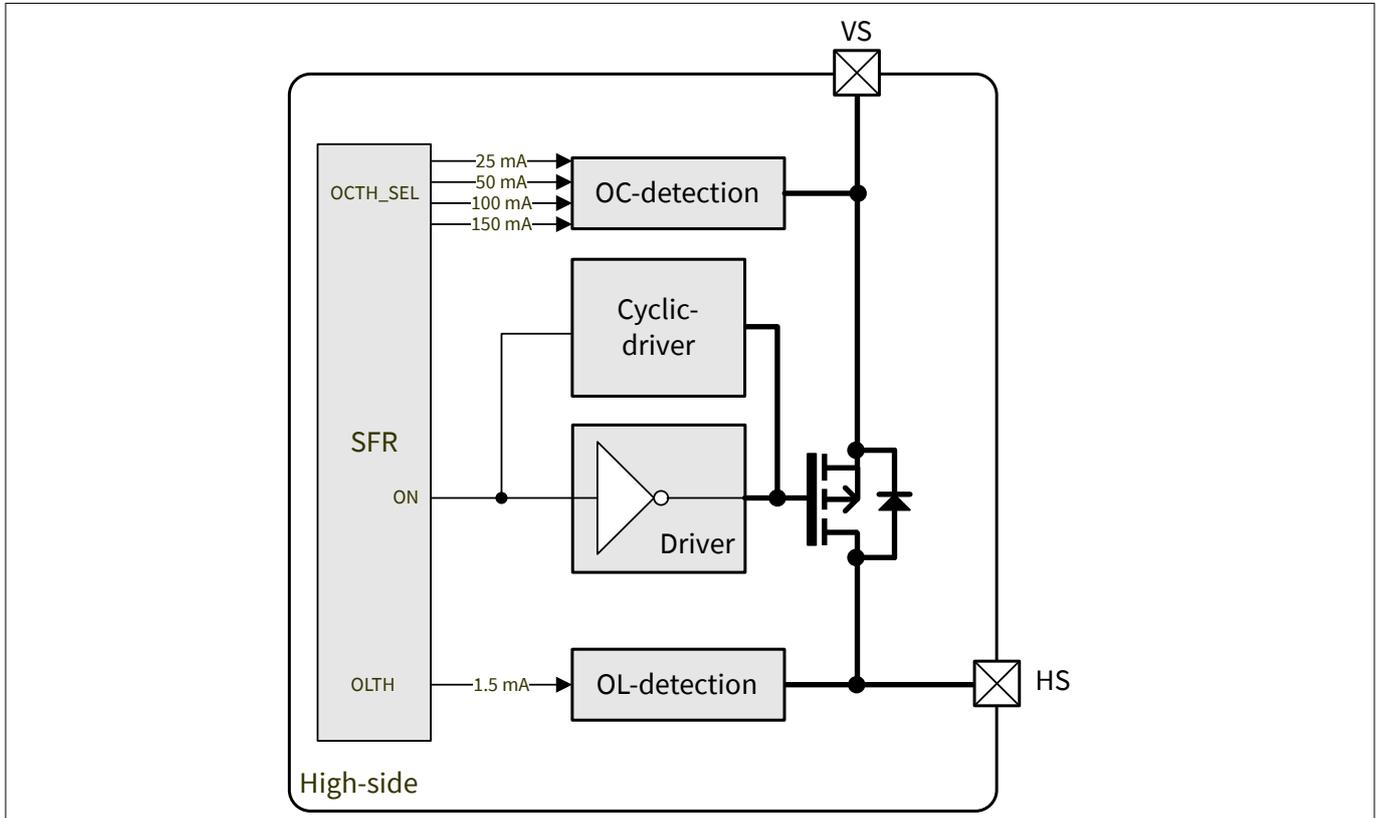 VS
OCTH_SEL
25 mA
50 mA
100 mA
150 mA
OC-detection
Cyclic-
driver
SFR
ON
Driver
OLTH
1.5 mA
OL-detection
HS
High-side